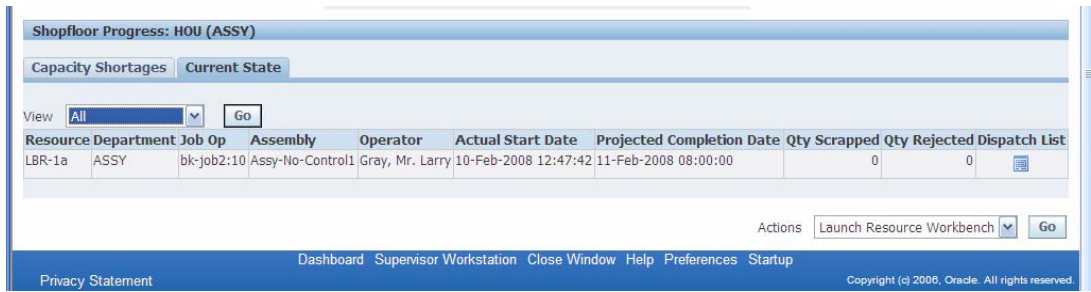 Shopfloor Progress: HOU (ASSY)
Capacity Shortages Current State
View All Go
Resource Department Job Op Assembly Operator Actual Start Date Projected Completion Date Qty Scrapped Qty Rejected Dispatch List
LBR-1a ASSY bk-job2:10 Assy-No-Control1 Gray, Mr. Larry 10-Feb-2008 12:47:42 11-Feb-2008 08:00:00 0 0
Actions Launch Resource Workbench Go
Dashboard Supervisor Workstation Close Window Help Preferences Startup
Privacy Statement Copyright (c) 2006, Oracle. All rights reserved.